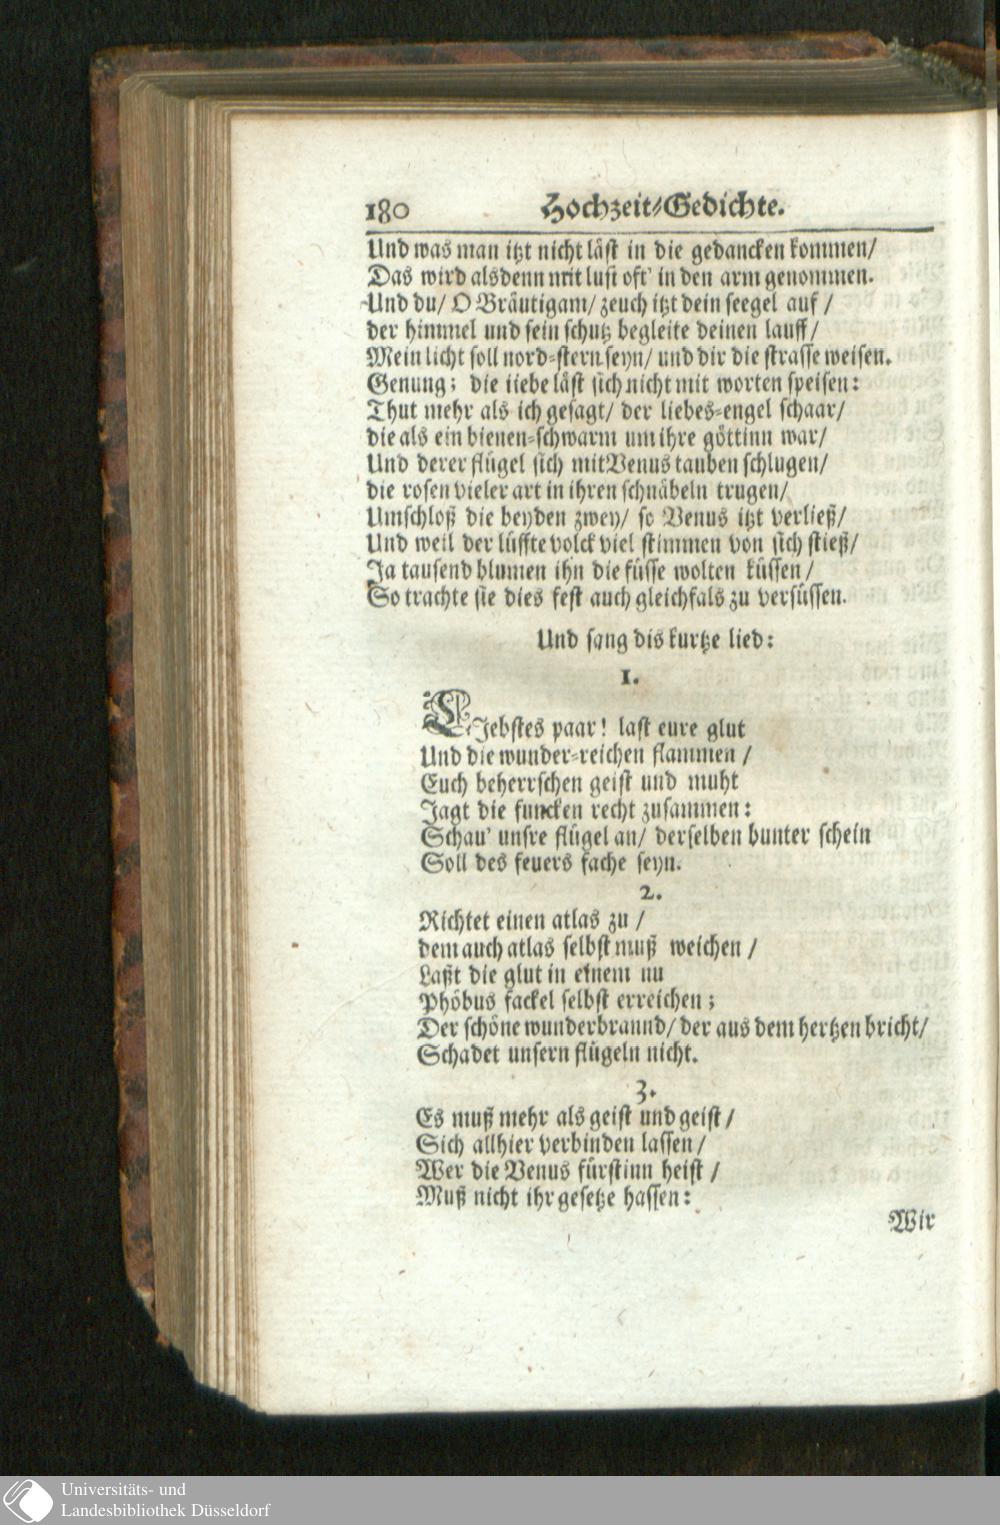 180 Hochzeit-Gedichte.
Und was man itzt nicht läst in die gedancken kommen/
Das wird alsdenn mit lust oft' in den arm genommen.
Und du/ O Bräutigam/ zeuch itzt dein seegel auf /
der himmel und sein schutz begleite deinen lauff/
Mein licht soll nord-stern seyn/ und dir die strasse weisen.
Genung; die liebe läst sich nicht mit worten speisen:
Thut mehr als ich gesagt/ der liebes-engel schaar/
die als ein bienen-schwarm um ihre göttinn war/
Und derer flügel sich mit Venus tauben schlugen/
die rosen vieler art in ihren schnäbeln trugen/
Umschloß die beyden zwey/ so Venus itzt verließ/
Und weil der lüffte volck viel stimmen von sich stieß/
Ja tausend blumen ihn die füsse wolten küssen/
So trachte sie dies fest auch gleichfals zu versüssen.
Und sang dis kurtze lied:
1.
LJebstes paar! last eure glut
Und die wunder-reichen flammen /
Euch beherrschen geist und muht
Jagt die funcken recht zusammen:
Schau' unsre flügel an/ derselben bunter schein
Soll des feuers fache seyn.
2.
Richtet einen atlas zu /
dem auch atlas selbst muß weichen /
Laßt die glut in einem nu
Phöbus fackel selbst erreichen;
Der schöne wunderbrannd/ der aus dem hertzen bricht/
Schadet unsern flügeln nicht.
3.
Es muß mehr als geist und geist /
Sich allhier verbinden lassen /
Wer die Venus fürstinn heist /
Muß nicht ihr gesetze hassen:
Wir
Universitäts- und
Landesbibliothek Düsseldorf